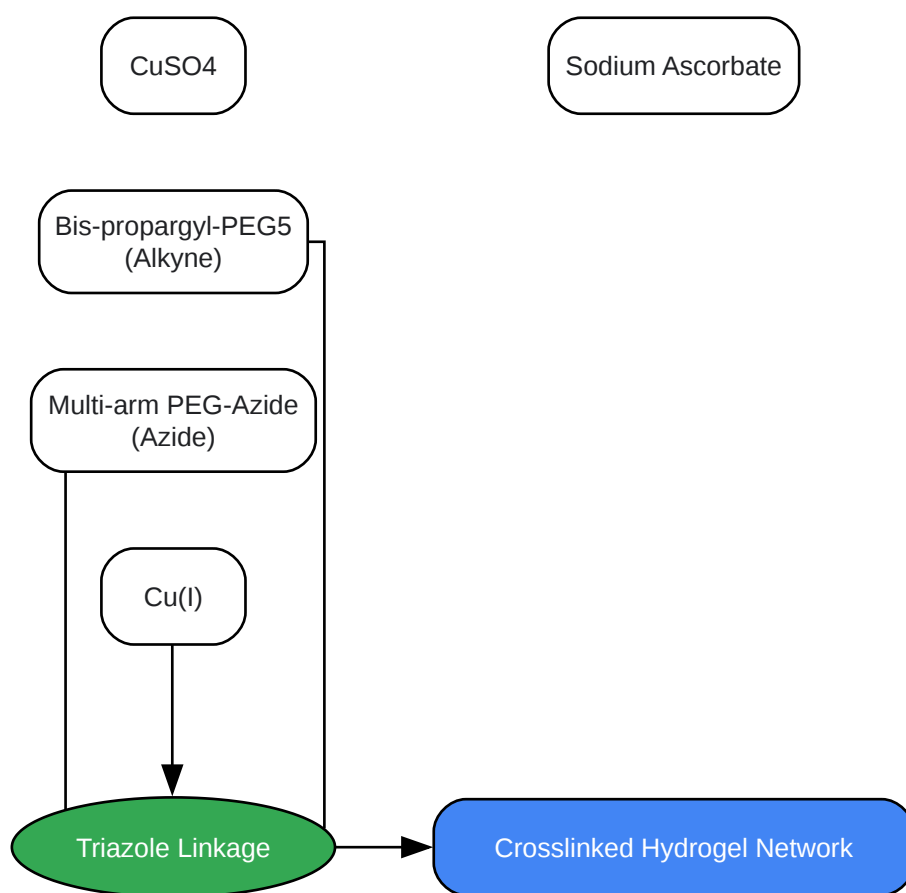 CuSO4
Sodium Ascorbate
Bis-propargyl-PEG5
(Alkyne)
Multi-arm PEG-Azide
(Azide)
Cu(I)
Triazole Linkage
Crosslinked Hydrogel Network